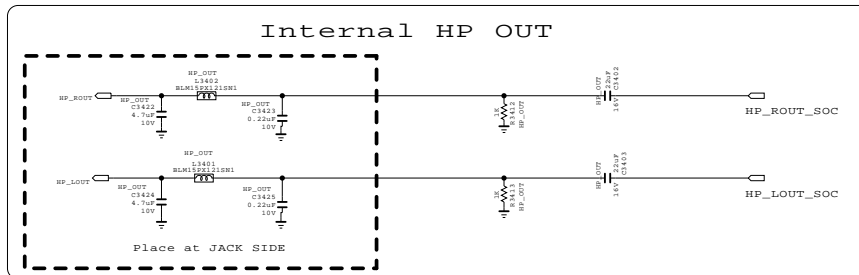 Internal HP OUT
HP_OUT
L3402
BLM15PX121SN1
HP_ROUT
HP_OUT
C3422
4.7uF
10V
HP_OUT
C3423
0.22uF
10V
1K
R3412
HP_OUT
HP_OUT
22uF
C3402
16V
HP_ROUT_SOC
HP_OUT
L3401
BLM15PX121SN1
HP_LOUT
HP_OUT
C3424
4.7uF
10V
HP_OUT
C3425
0.22uF
10V
1K
R3413
HP_OUT
HP_OUT
22uF
C3403
16V
HP_LOUT_SOC
Place at JACK SIDE